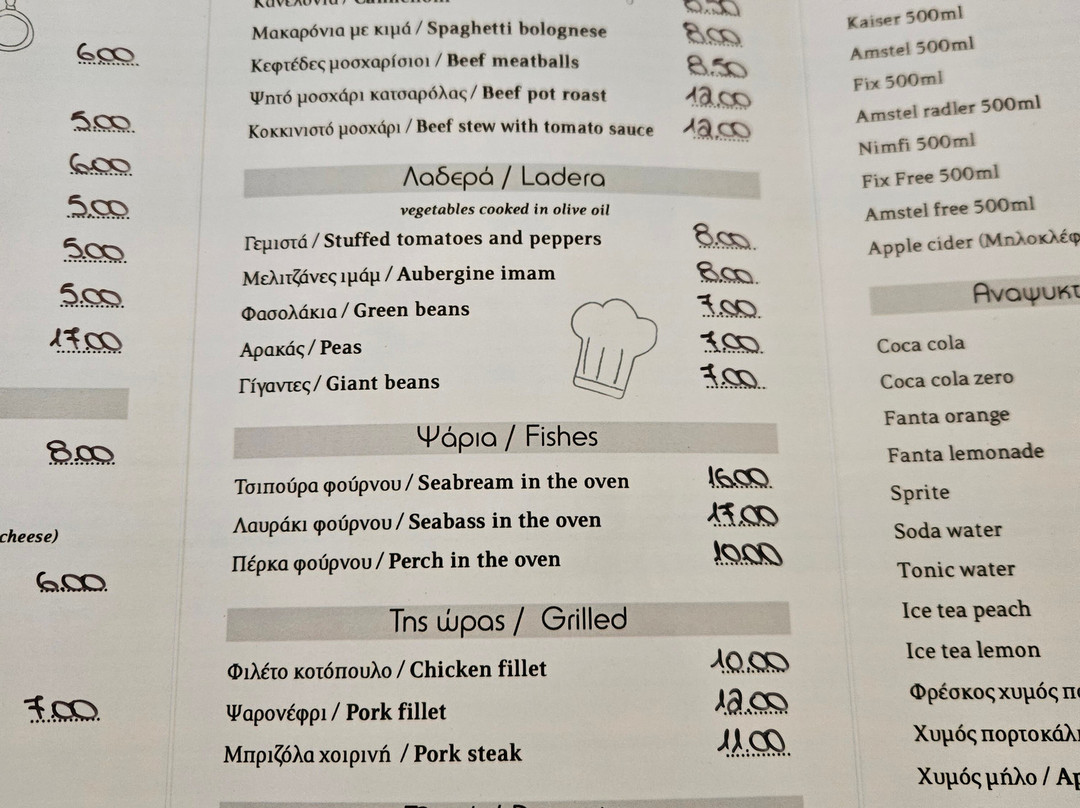 6.00
5.00
6.00
5.00
5.00
5.00
17.00
8.00
cheese)
6.00
7.00
Μακαρόνια με κιμά / Spaghetti bolognese 8.00
Κεφτέδες μοσχαρίσιοι / Beef meatballs 8.50
Ψητό μοσχάρι κατσαρόλας / Beef pot roast 12.00
Κοκκινιστό μοσχάρι / Beef stew with tomato sauce 12.00
Λαδερά / Ladera
vegetables cooked in olive oil
Γεμιστά / Stuffed tomatoes and peppers 8.00
Μελιτζάνες ιμάμ / Aubergine imam 8.00
Φασολάκια / Green beans 7.00
Αρακάς / Peas 7.00
Γίγαντες / Giant beans 7.00
Ψάρια / Fishes
Τσιπούρα φούρνου / Seabream in the oven 16.00
Λαυράκι φούρνου / Seabass in the oven 17.00
Πέρκα φούρνου / Perch in the oven 10.00
Της ώρας / Grilled
Φιλέτο κοτόπουλο / Chicken fillet 10.00
Ψαρονέφρι / Pork fillet 12.00
Μπριζόλα χοιρινή / Pork steak 11.00
Kaiser 500ml
Amstel 500ml
Fix 500ml
Amstel radler 500ml
Nimfi 500ml
Fix Free 500ml
Amstel free 500ml
Apple cider (Μηλοκλέφ
Αναψυκτ
Coca cola
Coca cola zero
Fanta orange
Fanta lemonade
Sprite
Soda water
Tonic water
Ice tea peach
Ice tea lemon
Φρέσκος χυμός πο
Χυμός πορτοκάλι
Χυμός μήλο / Ap